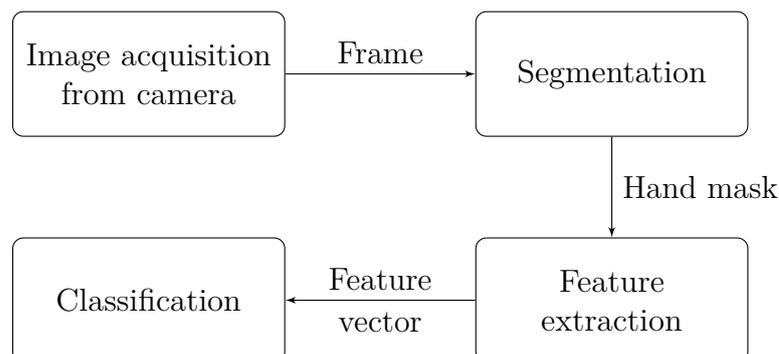 Image acquisition
from camera
Frame
Segmentation
Hand mask
Feature
extraction
Feature
vector
Classification